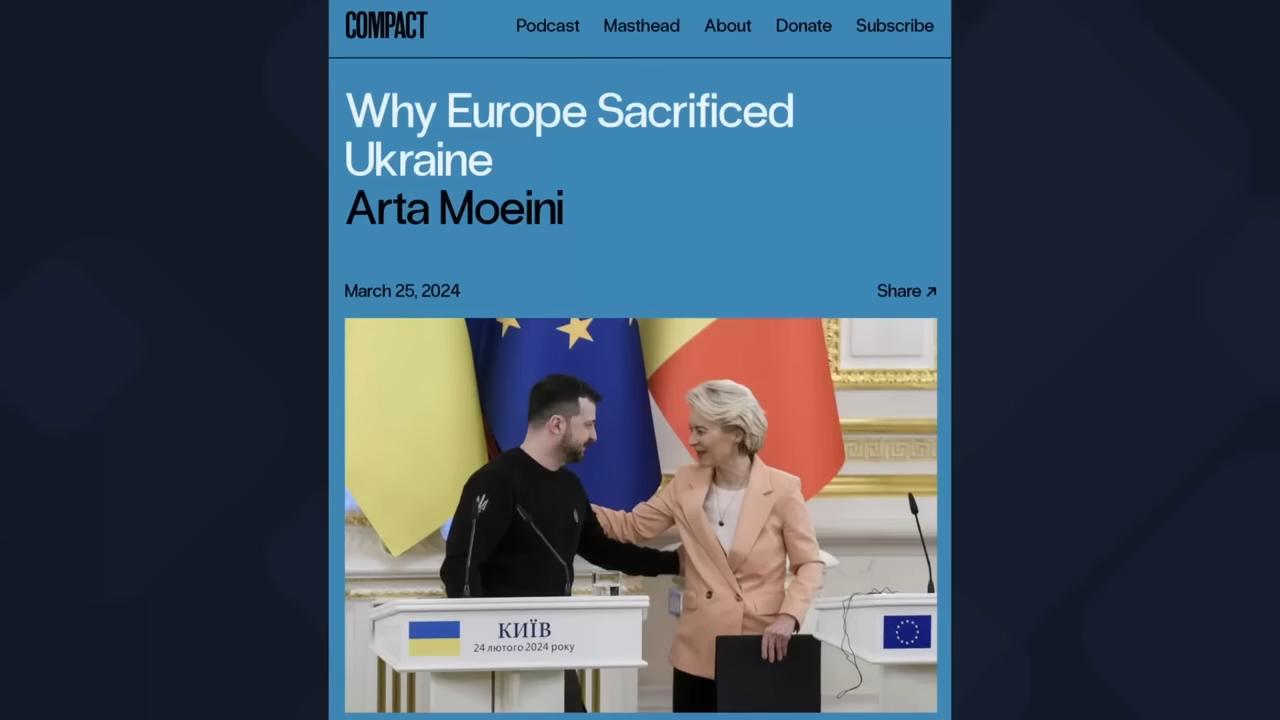 COMPACT
Podcast Masthead About Donate Subscribe
Why Europe Sacrificed
Ukraine
Arta Moeini
March 25, 2024
Share ↗
КИЇВ
24 лютого 2024 року